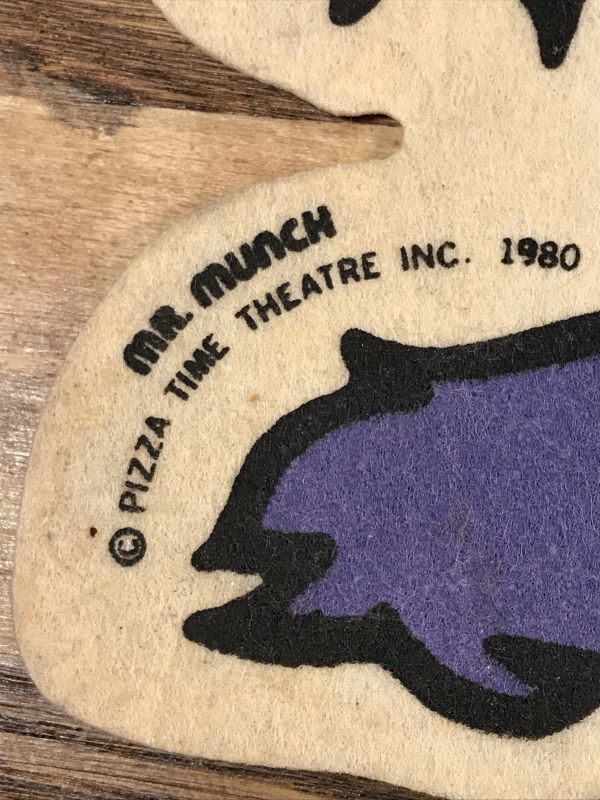 MR. MUNCH
© PIZZA TIME THEATRE INC. 1980